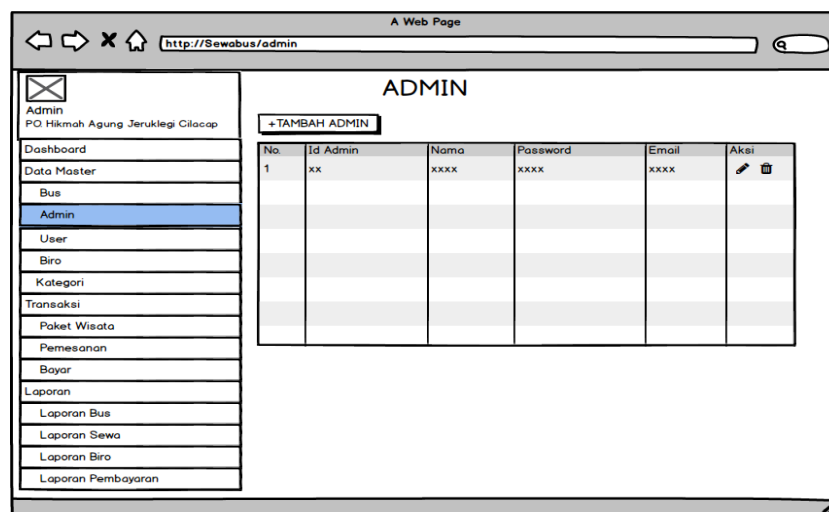 A Web Page
http://Sewabus/admin
Admin
PO. Hikmah Agung Jeruklegi Cilacap
Dashboard
Data Master
Bus
Admin
User
Biro
Kategori
Transaksi
Paket Wisata
Pemesanan
Bayar
Laporan
Laporan Bus
Laporan Sewa
Laporan Biro
Laporan Pembayaran
ADMIN
+TAMBAH ADMIN
No. Id Admin Nama Password Email Aksi
1 xx xxxx xxxx xxxx